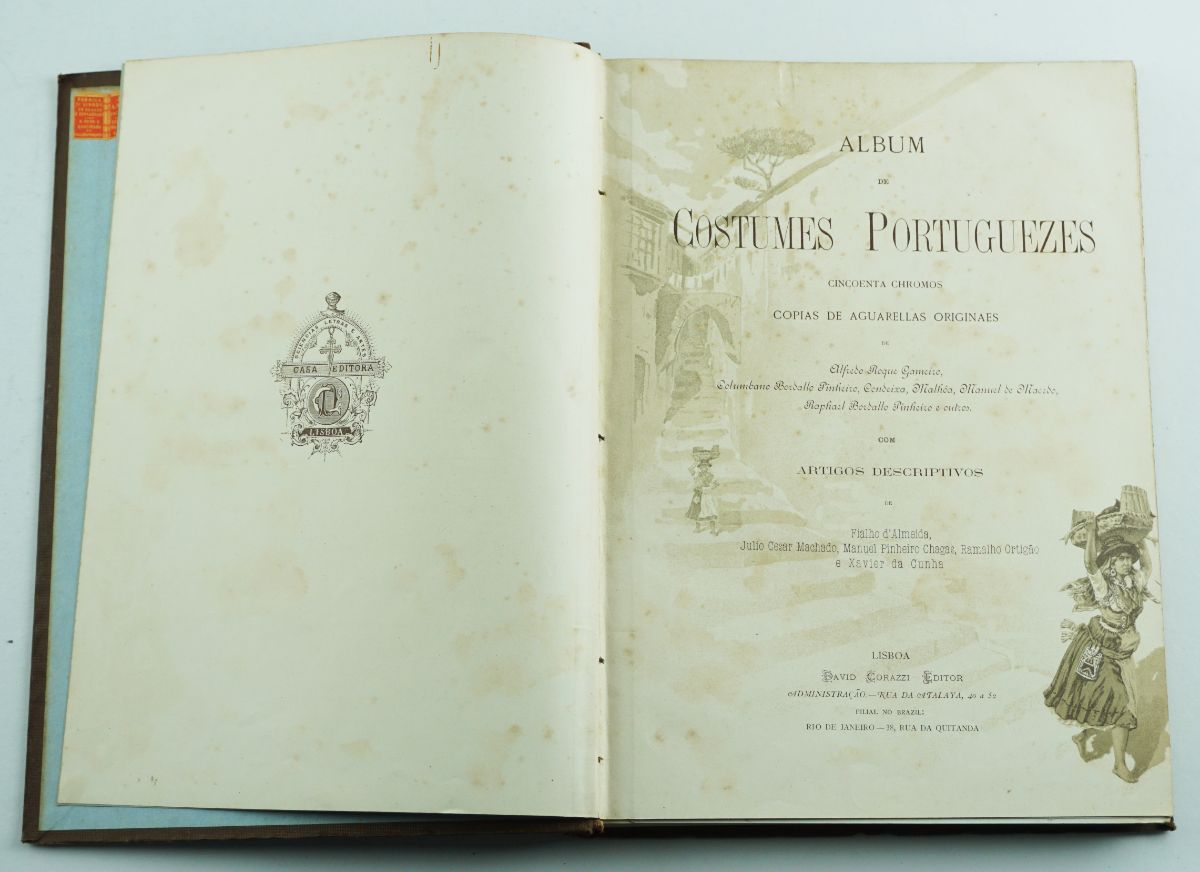 SCIENCIAS LETRAS E ARTES
CASA EDITORA
LISBOA
ALBUM
DE
COSTUMES PORTUGUEZES
CINCOENTA CHROMOS
COPIAS DE AGUARELLAS ORIGINAES
DE
Alfredo Roque Gameiro,
Columbano Bordallo Pinheiro, Condeixa, Malhôa, Manuel de Macedo,
Raphael Bordallo Pinheiro e outros.
COM
ARTIGOS DESCRIPTIVOS
DE
Fialho d'Almeida,
Julio Cesar Machado, Manuel Pinheiro Chagas, Ramalho Ortigão
e Xavier da Cunha
LISBOA
DAVID CORAZZI EDITOR
ADMINISTRAÇÃO — RUA DA ATALAYA, 40 a 52
FILIAL NO BRAZIL:
RIO DE JANEIRO — 38, RUA DA QUITANDA